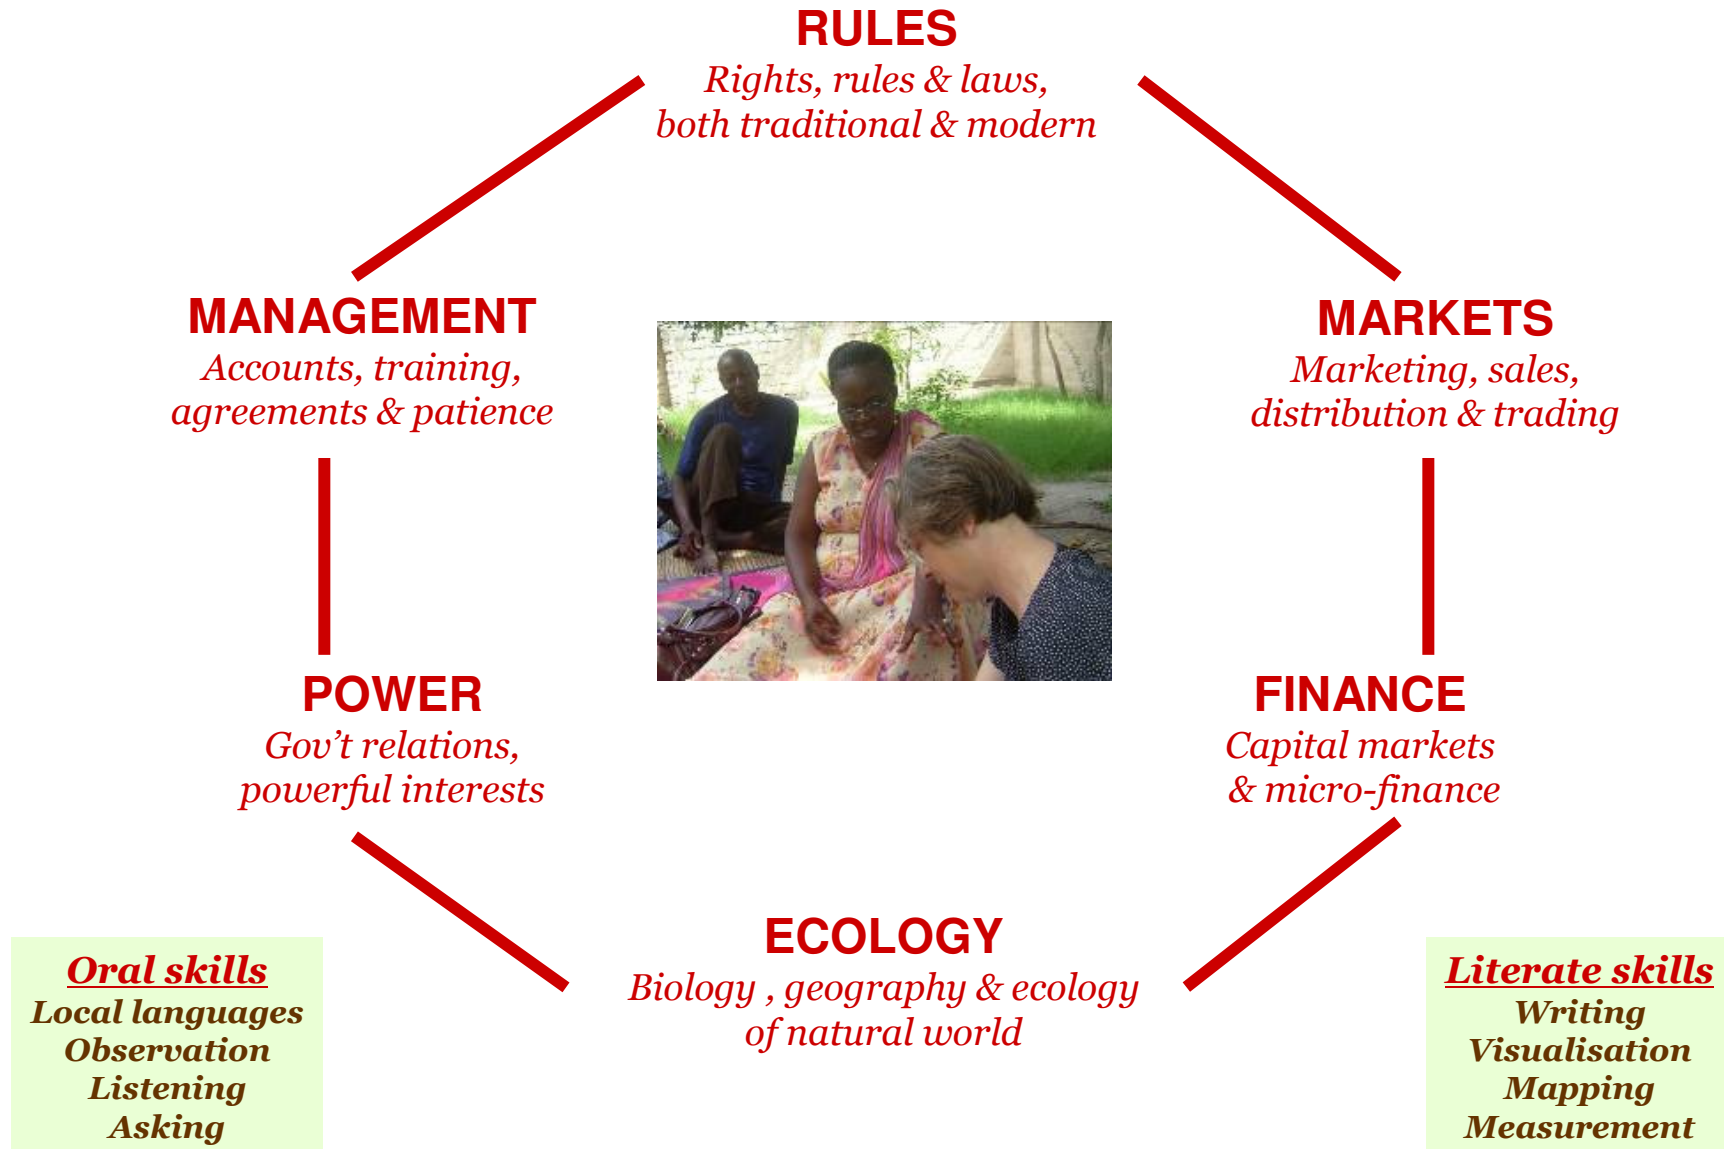 RULES
Rights, rules & laws,
both traditional & modern
MANAGEMENT
Accounts, training,
agreements & patience
MARKETS
Marketing, sales,
distribution & trading
POWER
Gov’t relations,
powerful interests
FINANCE
Capital markets
& micro-finance
ECOLOGY
Biology , geography & ecology
of natural world
Oral skills
Local languages
Observation
Listening
Asking
Literate skills
Writing
Visualisation
Mapping
Measurement